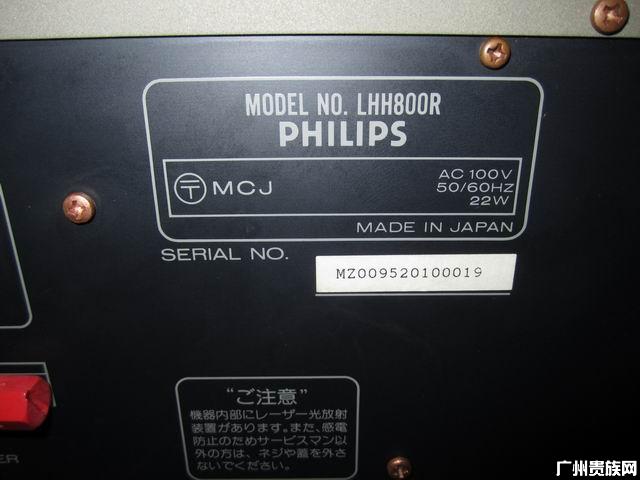 MODEL NO. LHH800R
PHILIPS
〒 MCJ
AC 100V
50/60HZ
22W
MADE IN JAPAN
SERIAL NO.
MZ009520100019
“ご注意”
機器内部にレーザー光放射
装置があります。また、感電
防止のためサービスマン以
外の方は、ネジや蓋を外さ
ないでください。
ER
广州贵族网